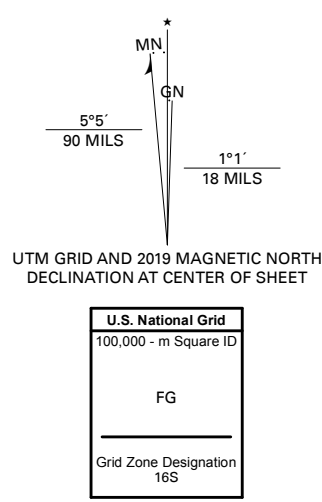 ★
MN
GN
5°5´
90 MILS
1°1´
18 MILS
UTM GRID AND 2019 MAGNETIC NORTH
DECLINATION AT CENTER OF SHEET
U.S. National Grid
100,000 - m Square ID
FG
Grid Zone Designation
16S